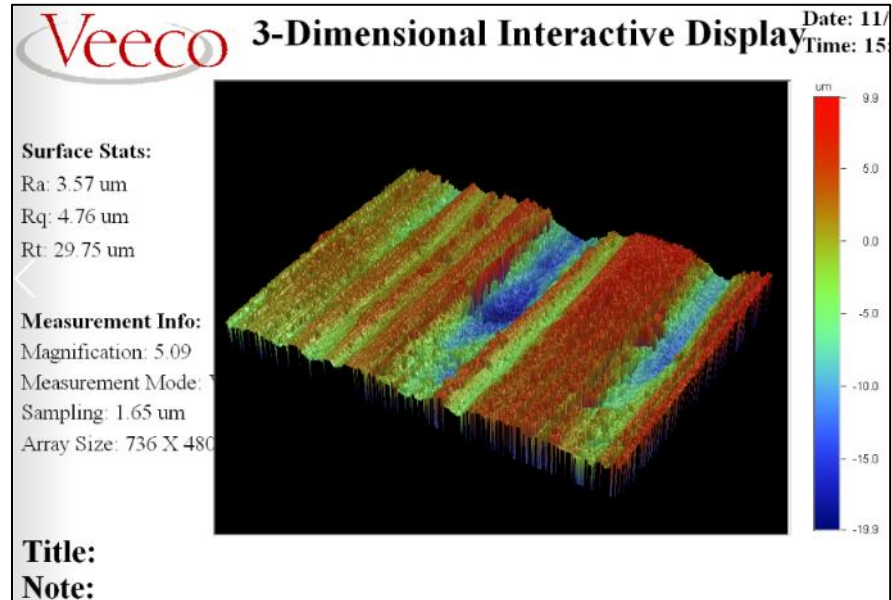 Veeco
3-Dimensional Interactive Display
Date: 11/
Time: 15:
Surface Stats:
Ra: 3.57 um
Rq: 4.76 um
Rt: 29.75 um
Measurement Info:
Magnification: 5.09
Measurement Mode:
Sampling: 1.65 um
Array Size: 736 X 480
um
9.9
5.0
0.0
-5.0
-10.0
-15.0
-19.9
Title:
Note: